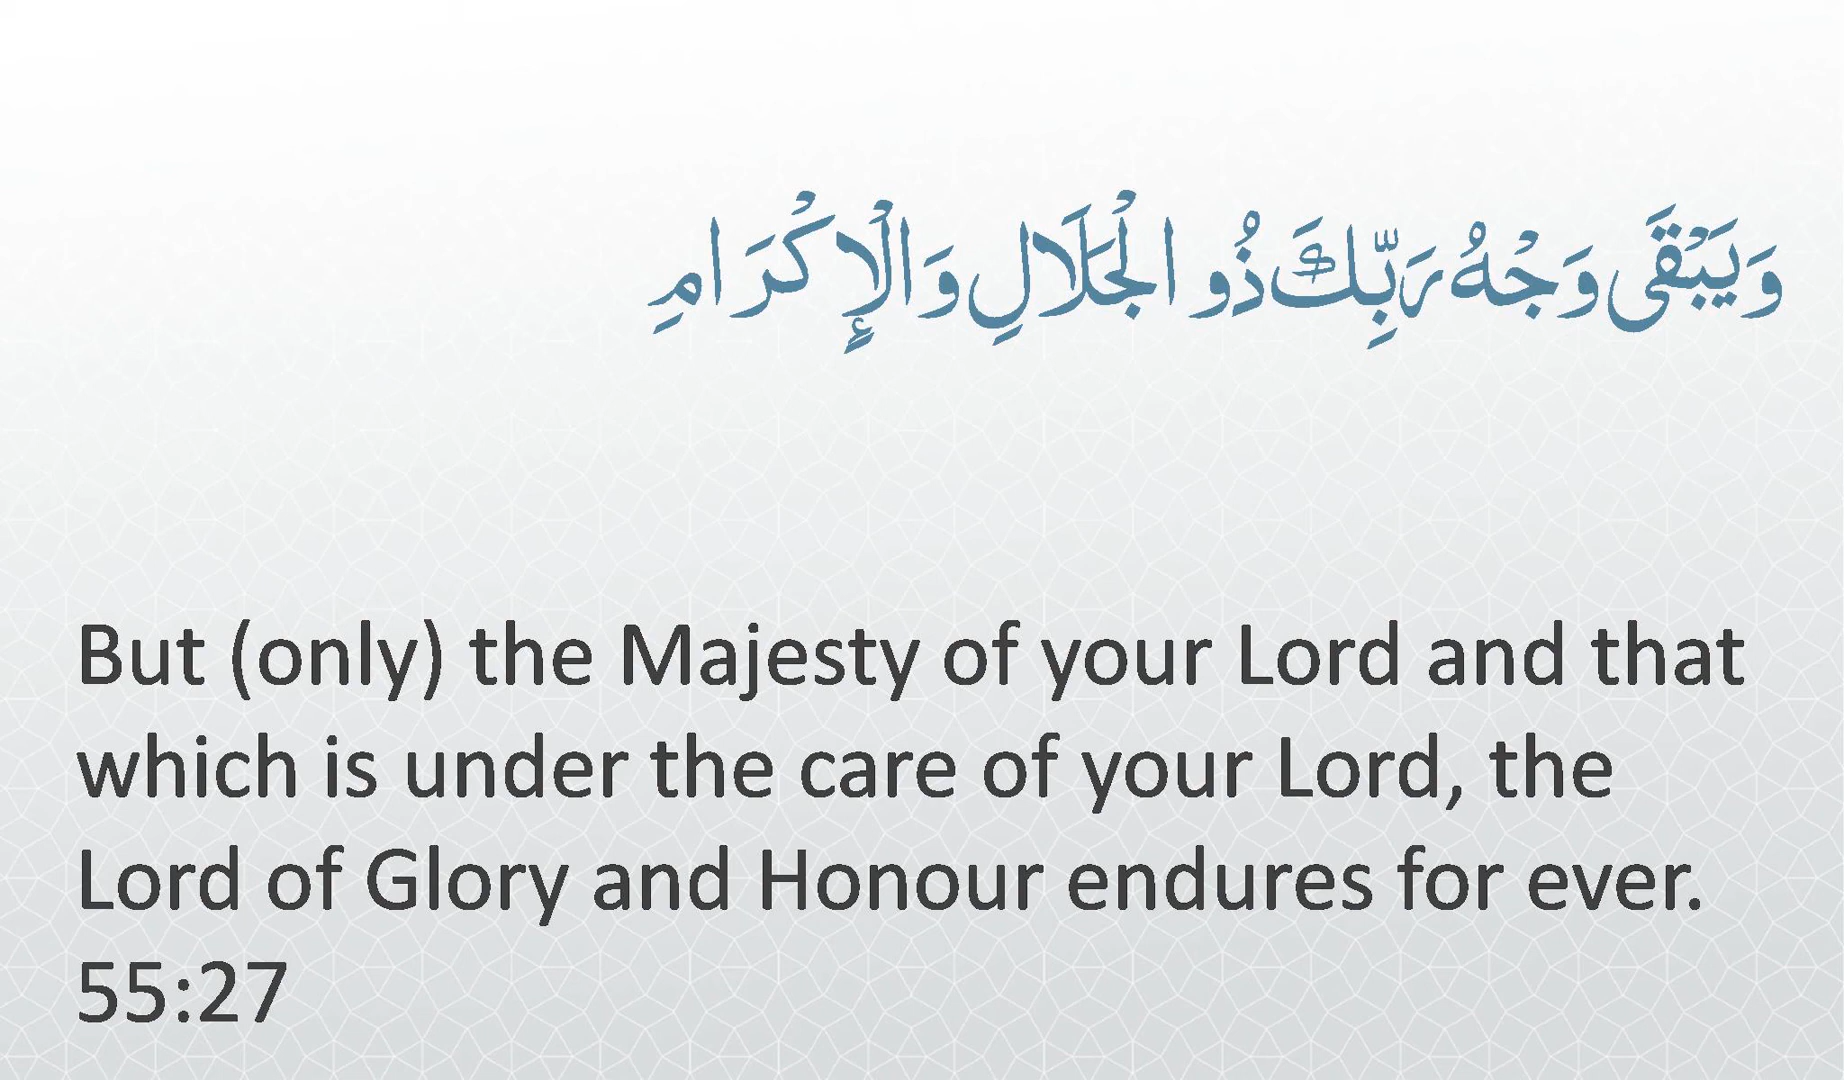 وَيَبْقَى وَجْهُ رَبِّكَ ذُو الْجَلَالِ وَالْإِكْرَامِ
But (only) the Majesty of your Lord and that
which is under the care of your Lord, the
Lord of Glory and Honour endures for ever.
55:27